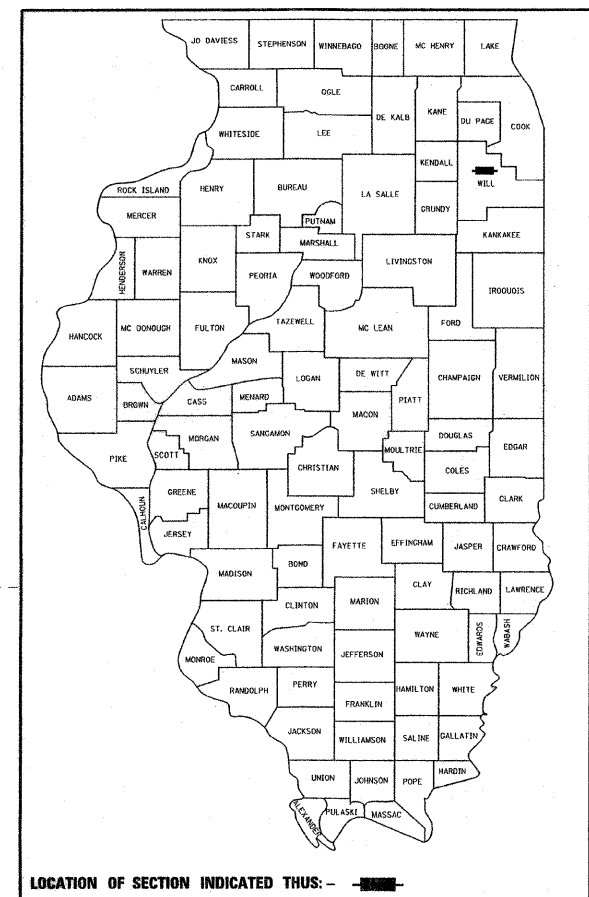 JO DAVIESS STEPHENSON WINNEBAGO BOONE MC HENRY LAKE
CARROLL OGLE DE KALB KANE DU PAGE COOK
WHITESIDE LEE
KENDALL WILL
ROCK ISLAND HENRY BUREAU LA SALLE GRUNDY
MERCER PUTNAM
STARK MARSHALL KANKAKEE
HENDERSON WARREN KNOX PEORIA WOODFORD LIVINGSTON IROQUOIS
HANCOCK MC DONOUGH FULTON TAZEWELL MC LEAN FORD
MASON
SCHUYLER LOGAN DE WITT CHAMPAIGN VERMILION
ADAMS BROWN CASS MENARD PIATT
MACON
MORGAN SANGAMON DOUGLAS
PIKE SCOTT MOULTRIE EDGAR
CHRISTIAN COLES
CALHOUN GREENE MACOUPIN MONTGOMERY SHELBY CUMBERLAND CLARK
JERSEY
FAYETTE EFFINGHAM JASPER CRAWFORD
MADISON BOND
CLAY RICHLAND LAWRENCE
CLINTON MARION
ST. CLAIR WAYNE EDWARDS WABASH
WASHINGTON JEFFERSON
MONROE
RANDOLPH PERRY HAMILTON WHITE
FRANKLIN
JACKSON WILLIAMSON SALINE GALLATIN
UNION JOHNSON POPE HARDIN
ALEXANDER PULASKI MASSAC
LOCATION OF SECTION INDICATED THUS: -